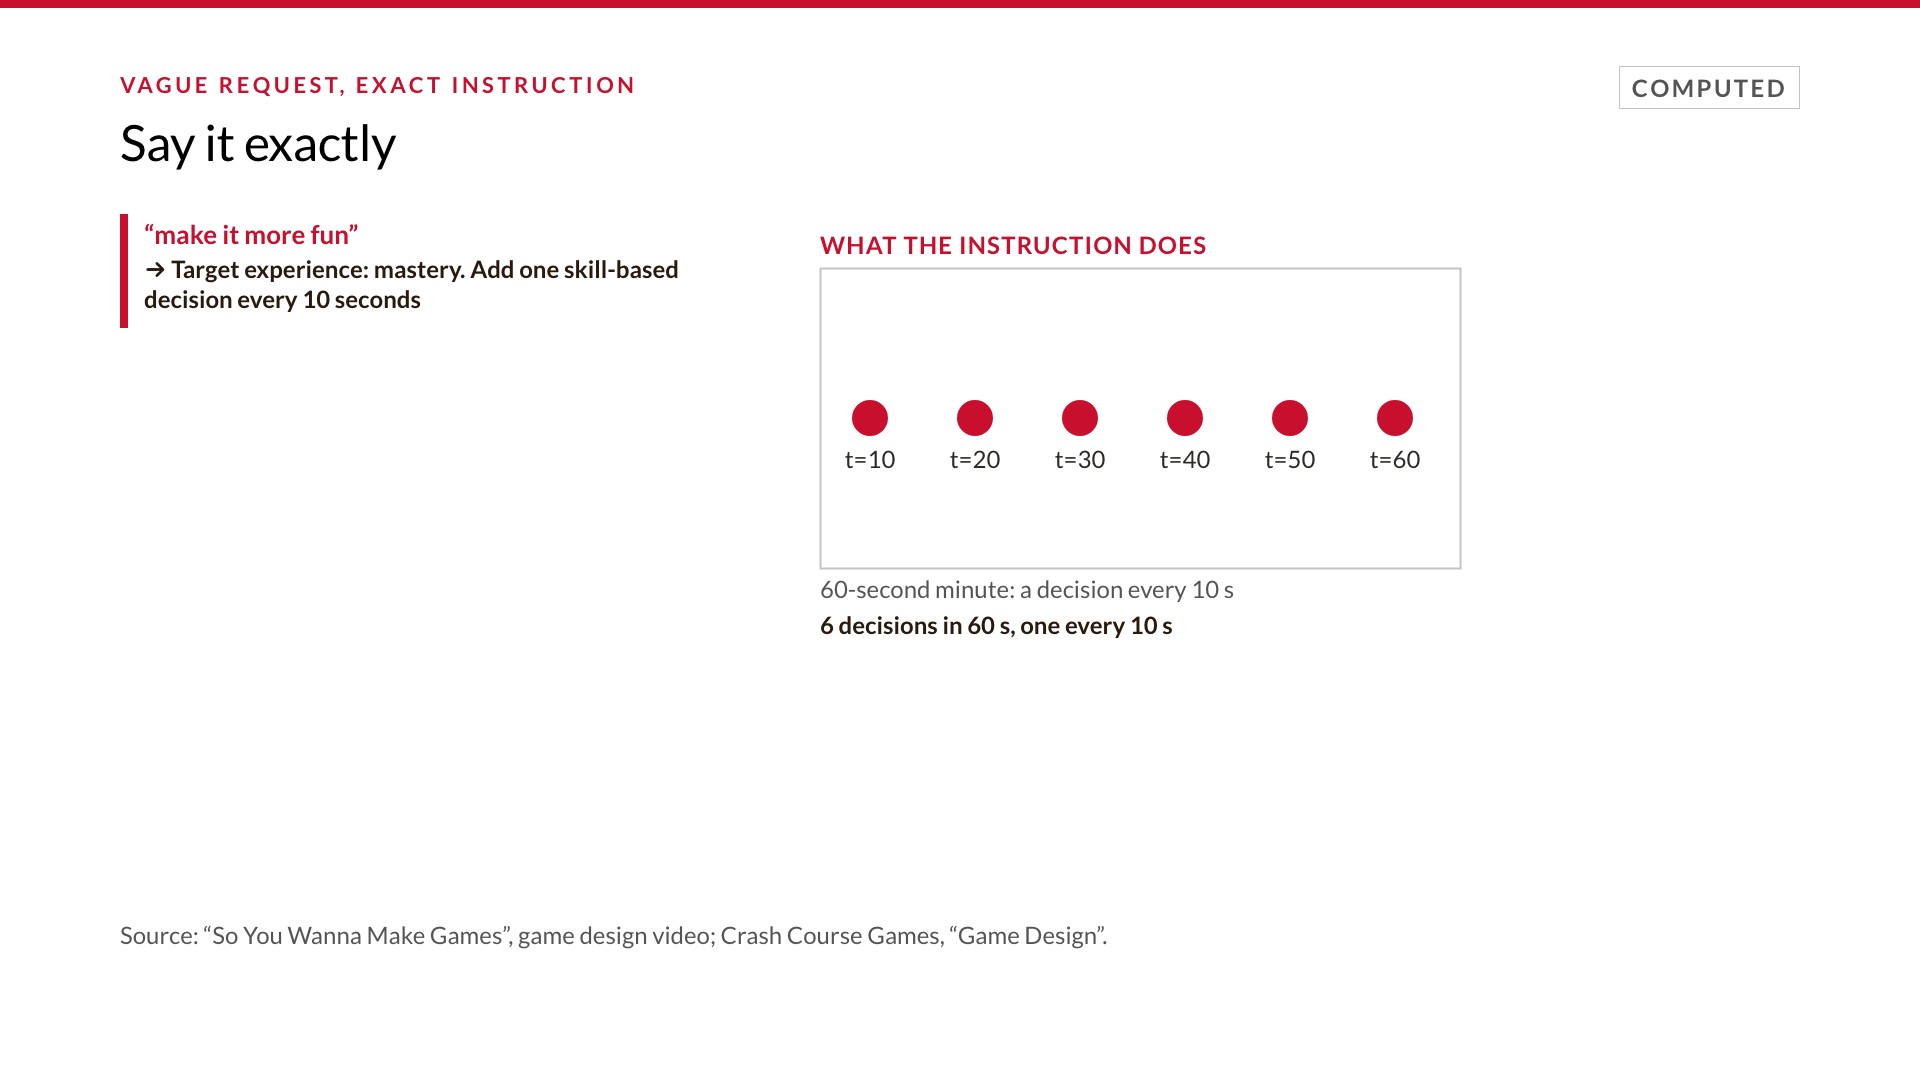 VAGUE REQUEST, EXACT INSTRUCTION
COMPUTED
Say it exactly
“make it more fun”
→ Target experience: mastery. Add one skill-based
decision every 10 seconds
WHAT THE INSTRUCTION DOES
t=10 t=20 t=30 t=40 t=50 t=60
60-second minute: a decision every 10 s
6 decisions in 60 s, one every 10 s
Source: “So You Wanna Make Games”, game design video; Crash Course Games, “Game Design”.